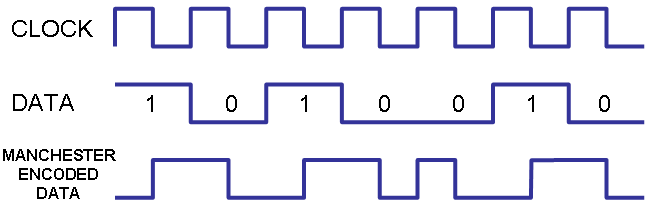 CLOCK
DATA
1 0 1 0 0 1 0
MANCHESTER
ENCODED
DATA